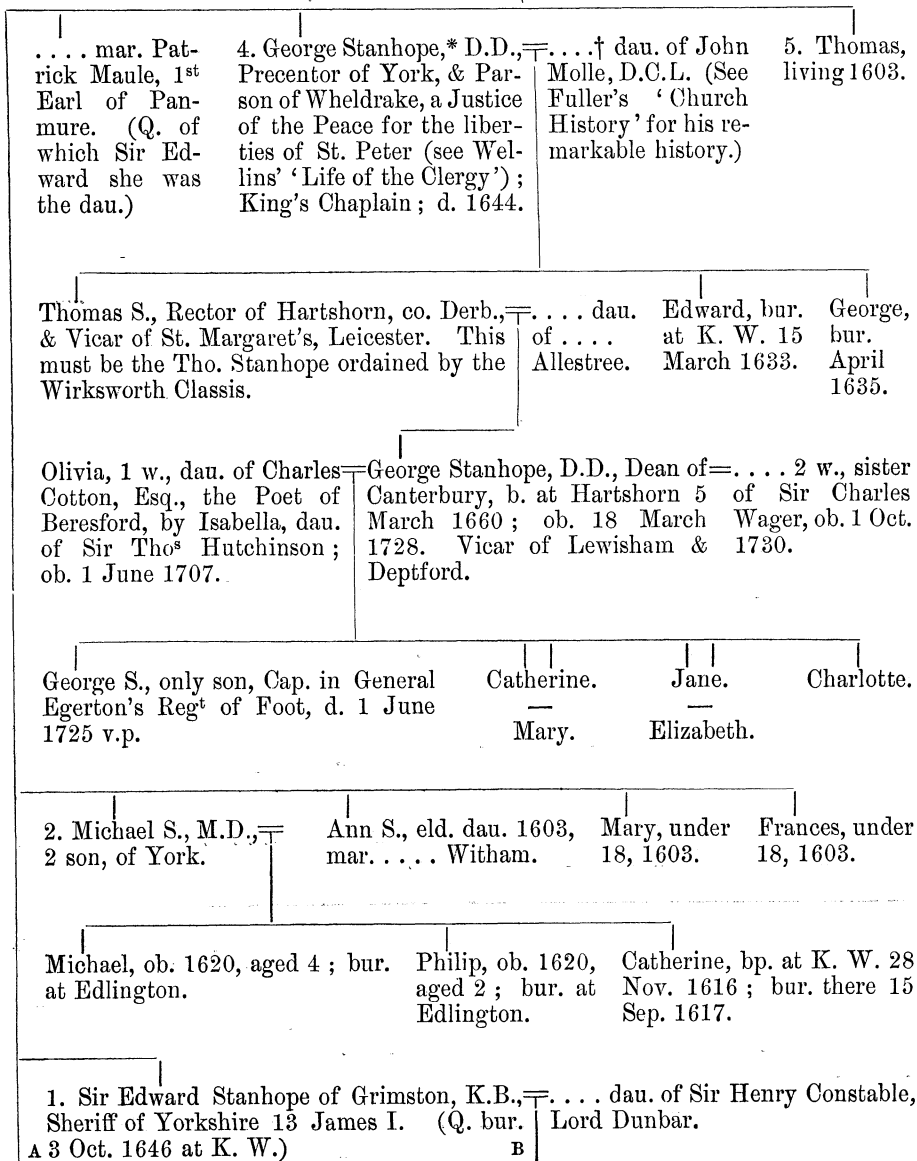 . . . . mar. Pat-
rick Maule, 1st
Earl of Pan-
mure. (Q. of
which Sir Ed-
ward she was
the dau.)
4. George Stanhope,* D.D.,
Precentor of York, & Par-
son of Wheldrake, a Justice
of the Peace for the liber-
ties of St. Peter (see Wel-
lins' ‘Life of the Clergy’) ;
King's Chaplain ; d. 1644.
. . . .† dau. of John
Molle, D.C.L. (See
Fuller's ‘Church
History’ for his re-
markable history.)
5. Thomas,
living 1603.
Thomas S., Rector of Hartshorn, co. Derb.,
& Vicar of St. Margaret's, Leicester. This
must be the Tho. Stanhope ordained by the
Wirksworth Classis.
. . . . dau.
of . . . .
Allestree.
Edward, bur.
at K. W. 15
March 1633.
George,
bur.
April
1635.
Olivia, 1 w., dau. of Charles
Cotton, Esq., the Poet of
Beresford, by Isabella, dau.
of Sir Thos Hutchinson ;
ob. 1 June 1707.
George Stanhope, D.D., Dean of
Canterbury, b. at Hartshorn 5
March 1660 ; ob. 18 March
1728. Vicar of Lewisham &
Deptford.
. . . . 2 w., sister
of Sir Charles
Wager, ob. 1 Oct.
1730.
George S., only son, Cap. in General
Egerton's Regt of Foot, d. 1 June
1725 v.p.
Catherine.
—
Mary.
Jane.
—
Elizabeth.
Charlotte.
2. Michael S., M.D.,
2 son, of York.
Ann S., eld. dau. 1603,
mar. . . . . Witham.
Mary, under
18, 1603.
Frances, under
18, 1603.
Michael, ob. 1620, aged 4 ; bur.
at Edlington.
Philip, ob. 1620,
aged 2 ; bur. at
Edlington.
Catherine, bp. at K. W. 28
Nov. 1616 ; bur. there 15
Sep. 1617.
1. Sir Edward Stanhope of Grimston, K.B.,
Sheriff of Yorkshire 13 James I. (Q. bur.
A 3 Oct. 1646 at K. W.) B
. . . . dau. of Sir Henry Constable,
Lord Dunbar.